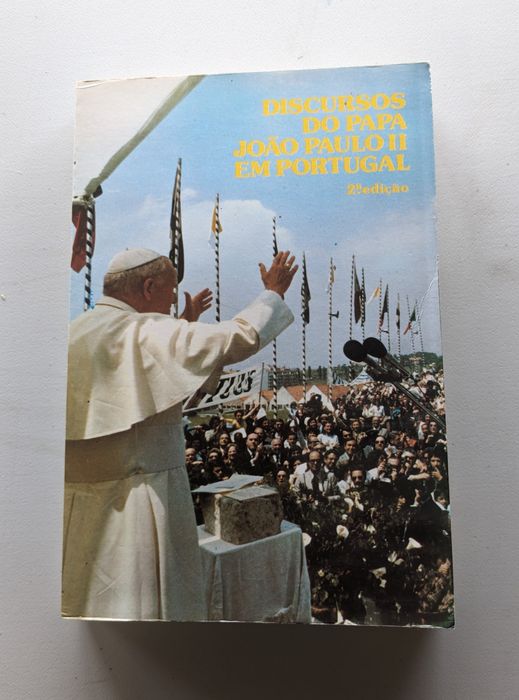 DISCURSOS
DO PAPA
JOÃO PAULO II
EM PORTUGAL
2ª edição